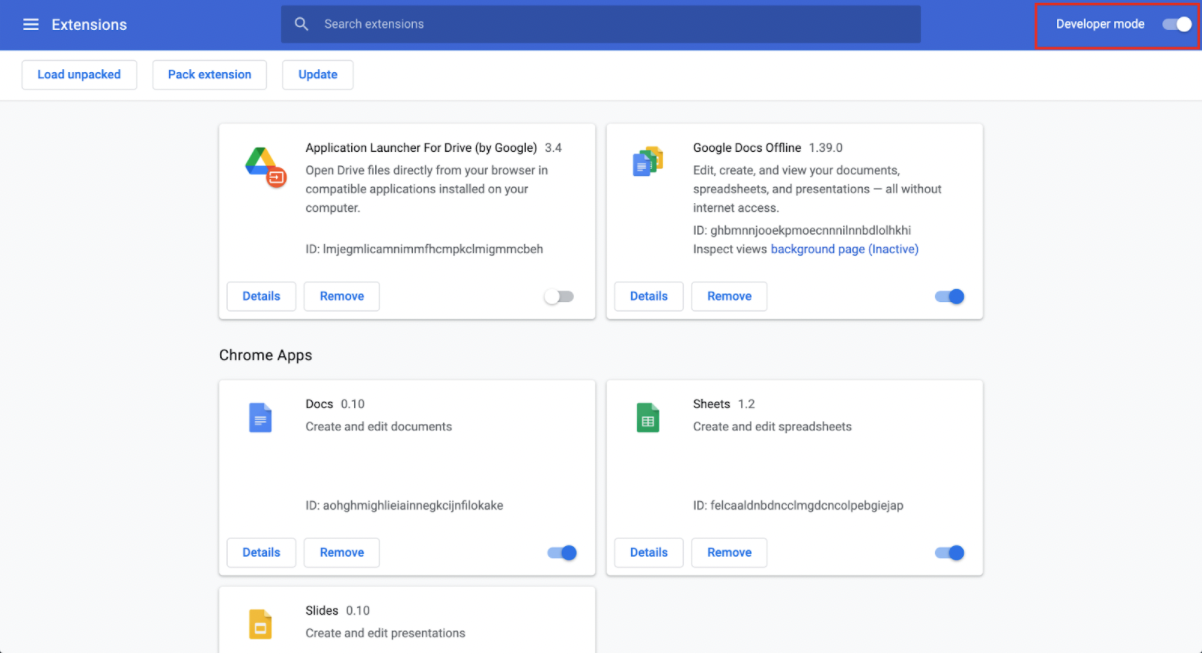 Extensions
Search extensions
Developer mode
Load unpacked
Pack extension
Update
Application Launcher For Drive (by Google) 3.4
Open Drive files directly from your browser in
compatible applications installed on your
computer.
ID: lmjegmlicamnimmfhcmpkclmigmmcbeh
Details
Remove
Google Docs Offline 1.39.0
Edit, create, and view your documents,
spreadsheets, and presentations — all without
internet access.
ID: ghbmnnjooekpmoecnnnilnnbdlolhkhi
Inspect views background page (Inactive)
Details
Remove
Chrome Apps
Docs 0.10
Create and edit documents
ID: aohghmighlieiainnegkcijnfilokake
Details
Remove
Sheets 1.2
Create and edit spreadsheets
ID: felcaaldnbdncclmgdcncolpebgiejap
Details
Remove
Slides 0.10
Create and edit presentations